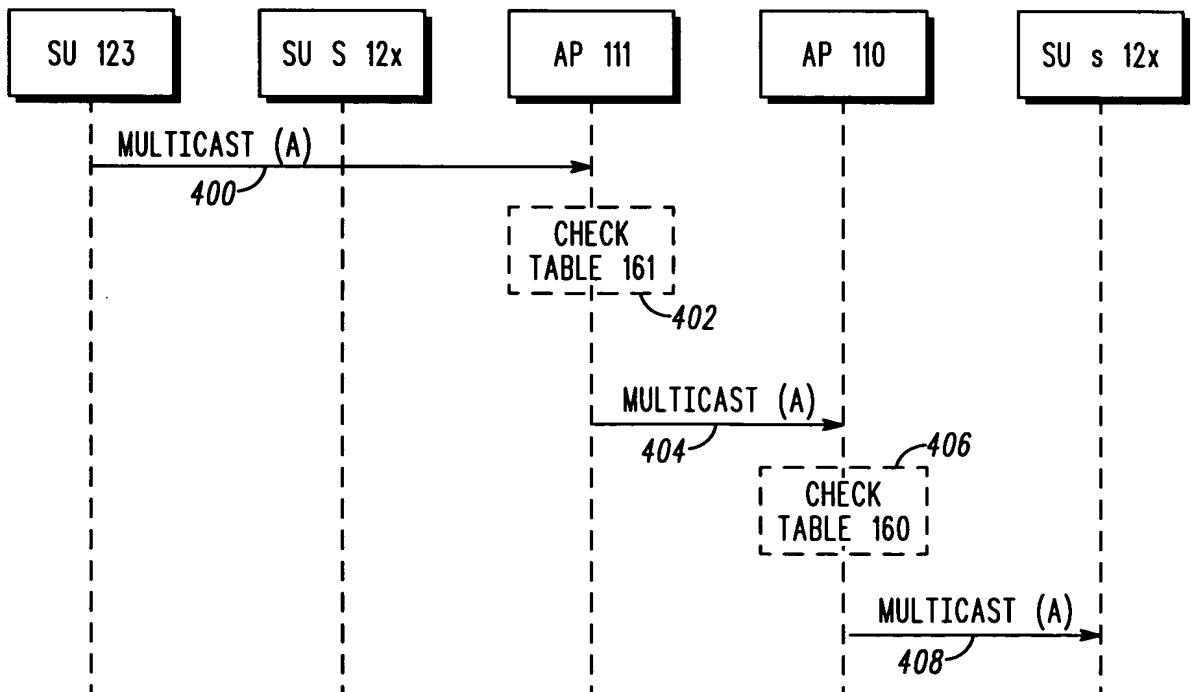 SU 123
SU S 12x
AP 111
AP 110
SU s 12x
MULTICAST (A)
400
CHECK
TABLE 161
402
MULTICAST (A)
404
406
CHECK
TABLE 160
MULTICAST (A)
408